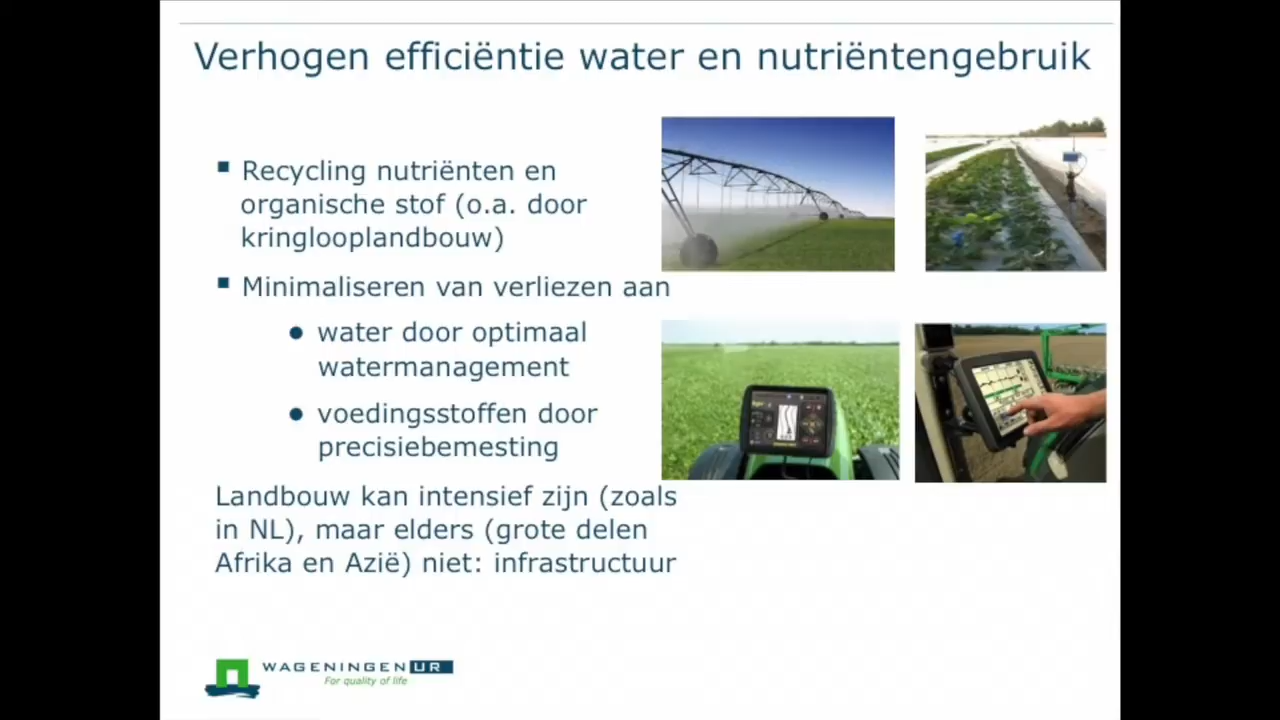 Verhogen efficiëntie water en nutriëntengebruik
Recycling nutriënten en
organische stof (o.a. door
kringlooplandbouw)
Minimaliseren van verliezen aan
water door optimaal
watermanagement
voedingsstoffen door
precisiebemesting
Landbouw kan intensief zijn (zoals
in NL), maar elders (grote delen
Afrika en Azië) niet: infrastructuur
WAGENINGEN UR
For quality of life